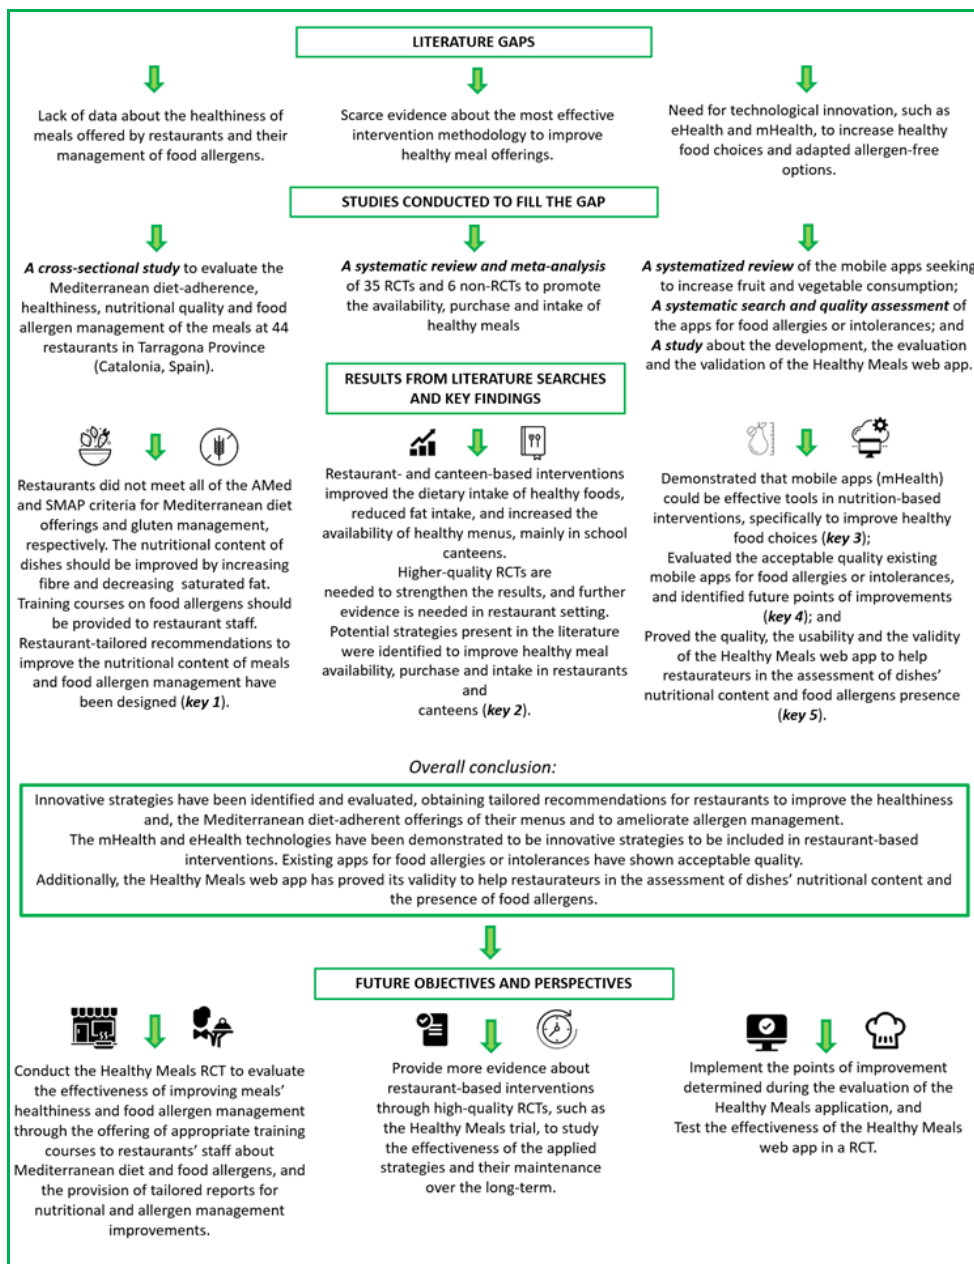 LITERATURE GAPS
Lack of data about the healthiness of
meals offered by restaurants and their
management of food allergens.
Scarce evidence about the most effective
intervention methodology to improve
healthy meal offerings.
Need for technological innovation, such as
eHealth and mHealth, to increase healthy
food choices and adapted allergen-free
options.
STUDIES CONDUCTED TO FILL THE GAP
A cross-sectional study to evaluate the
Mediterranean diet-adherence,
healthiness, nutritional quality and food
allergen management of the meals at 44
restaurants in Tarragona Province
(Catalonia, Spain).
A systematic review and meta-analysis
of 35 RCTs and 6 non-RCTs to promote
the availability, purchase and intake of
healthy meals
A systematized review of the mobile apps seeking
to increase fruit and vegetable consumption;
A systematic search and quality assessment of
the apps for food allergies or intolerances; and
A study about the development, the evaluation
and the validation of the Healthy Meals web app.
RESULTS FROM LITERATURE SEARCHES
AND KEY FINDINGS
Restaurants did not meet all of the AMed
and SMAP criteria for Mediterranean diet
offerings and gluten management,
respectively. The nutritional content of
dishes should be improved by increasing
fibre and decreasing saturated fat.
Training courses on food allergens should
be provided to restaurant staff.
Restaurant-tailored recommendations to
improve the nutritional content of meals
and food allergen management have
been designed (key 1).
Restaurant- and canteen-based interventions
improved the dietary intake of healthy foods,
reduced fat intake, and increased the
availability of healthy menus, mainly in school
canteens.
Higher-quality RCTs are
needed to strengthen the results, and further
evidence is needed in restaurant setting.
Potential strategies present in the literature
were identified to improve healthy meal
availability, purchase and intake in restaurants
and
canteens (key 2).
Demonstrated that mobile apps (mHealth)
could be effective tools in nutrition-based
interventions, specifically to improve healthy
food choices (key 3);
Evaluated the acceptable quality existing
mobile apps for food allergies or intolerances,
and identified future points of improvements
(key 4); and
Proved the quality, the usability and the validity
of the Healthy Meals web app to help
restaurateurs in the assessment of dishes'
nutritional content and food allergens presence
(key 5).
Overall conclusion:
Innovative strategies have been identified and evaluated, obtaining tailored recommendations for restaurants to improve the healthiness
and, the Mediterranean diet-adherent offerings of their menus and to ameliorate allergen management.
The mHealth and eHealth technologies have been demonstrated to be innovative strategies to be included in restaurant-based
interventions. Existing apps for food allergies or intolerances have shown acceptable quality.
Additionally, the Healthy Meals web app has proved its validity to help restaurateurs in the assessment of dishes' nutritional content and
the presence of food allergens.
FUTURE OBJECTIVES AND PERSPECTIVES
Conduct the Healthy Meals RCT to evaluate
the effectiveness of improving meals'
healthiness and food allergen management
through the offering of appropriate training
courses to restaurants' staff about
Mediterranean diet and food allergens, and
the provision of tailored reports for
nutritional and allergen management
improvements.
Provide more evidence about
restaurant-based interventions
through high-quality RCTs, such as
the Healthy Meals trial, to study
the effectiveness of the applied
strategies and their maintenance
over the long-term.
Implement the points of improvement
determined during the evaluation of the
Healthy Meals application, and
Test the effectiveness of the Healthy Meals
web app in a RCT.